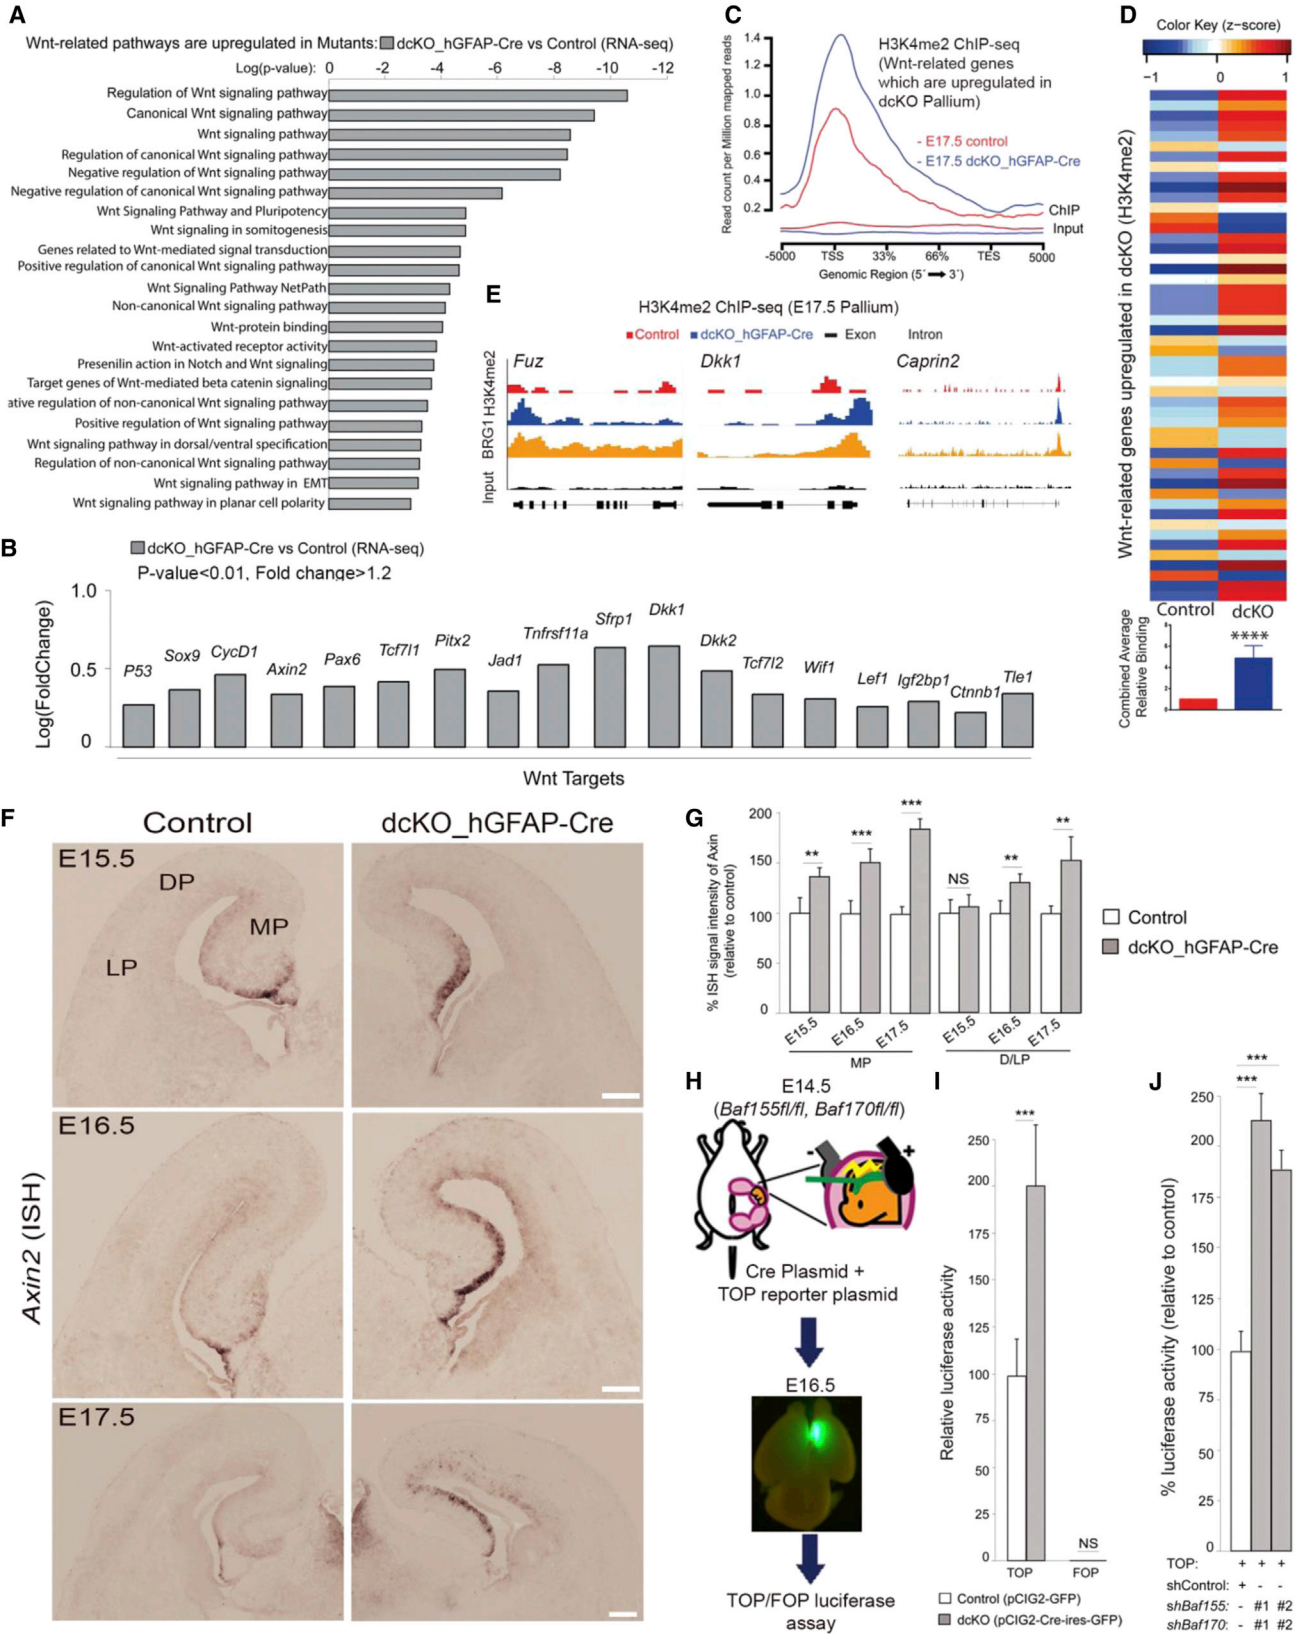 A
Wnt-related pathways are upregulated in Mutants: dcKO_hGFAP-Cre vs Control (RNA-seq)
Log(p-value): 0 -2 -4 -6 -8 -10 -12
Regulation of Wnt signaling pathway
Canonical Wnt signaling pathway
Wnt signaling pathway
Regulation of canonical Wnt signaling pathway
Negative regulation of Wnt signaling pathway
Negative regulation of canonical Wnt signaling pathway
Wnt Signaling Pathway and Pluripotency
Wnt signaling in somitogenesis
Genes related to Wnt-mediated signal transduction
Positive regulation of canonical Wnt signaling pathway
Wnt Signaling Pathway NetPath
Non-canonical Wnt signaling pathway
Wnt-protein binding
Wnt-activated receptor activity
Presenilin action in Notch and Wnt signaling
Target genes of Wnt-mediated beta catenin signaling
ative regulation of non-canonical Wnt signaling pathway
Positive regulation of Wnt signaling pathway
Wnt signaling pathway in dorsal/ventral specification
Regulation of non-canonical Wnt signaling pathway
Wnt signaling pathway in EMT
Wnt signaling pathway in planar cell polarity
B
dcKO_hGFAP-Cre vs Control (RNA-seq)
P-value<0.01, Fold change>1.2
Log(FoldChange)
1.0
0.5
0
P53 Sox9 CycD1 Axin2 Pax6 Tcf7l1 Pitx2 Jad1 Tnfrsf11a Sfrp1 Dkk1 Dkk2 Tcf7l2 Wif1 Lef1 Igf2bp1 Ctnnb1 Tle1
Wnt Targets
C
Read count per Million mapped reads
1.4
1.2
1.0
0.8
0.6
0.4
0.2
H3K4me2 ChIP-seq
(Wnt-related genes
which are upregulated in
dcKO Pallium)
- E17.5 control
- E17.5 dcKO_hGFAP-Cre
ChIP
Input
-5000 TSS 33% 66% TES 5000
Genomic Region (5´ 3´)
D
Color Key (z-score)
−1 0 1
Wnt-related genes upregulated in dcKO (H3K4me2)
Control dcKO
Combined Average
Relative Binding
8
6
4
2
0
****
E
H3K4me2 ChIP-seq (E17.5 Pallium)
Control dcKO_hGFAP-Cre Exon Intron
Fuz Dkk1 Caprin2
H3K4me2
BRG1
Input
F
Control dcKO_hGFAP-Cre
Axin2 (ISH)
E15.5
DP
MP
LP
E16.5
E17.5
G
% ISH signal intensity of Axin
(relative to control)
200
150
100
50
0
** *** *** NS ** **
E15.5 E16.5 E17.5 E15.5 E16.5 E17.5
MP D/LP
Control
dcKO_hGFAP-Cre
H
E14.5
(Baf155fl/fl, Baf170fl/fl)
- +
Cre Plasmid +
TOP reporter plasmid
E16.5
TOP/FOP luciferase
assay
I
Relative luciferase activity
250
200
175
150
125
100
75
50
25
0
***
NS
TOP FOP
Control (pCIG2-GFP)
dcKO (pCIG2-Cre-ires-GFP)
J
% luciferase activity (relative to control)
250
200
175
150
125
100
75
50
25
0
***
***
TOP: + + +
shControl: + - -
shBaf155: - #1 #2
shBaf170: - #1 #2